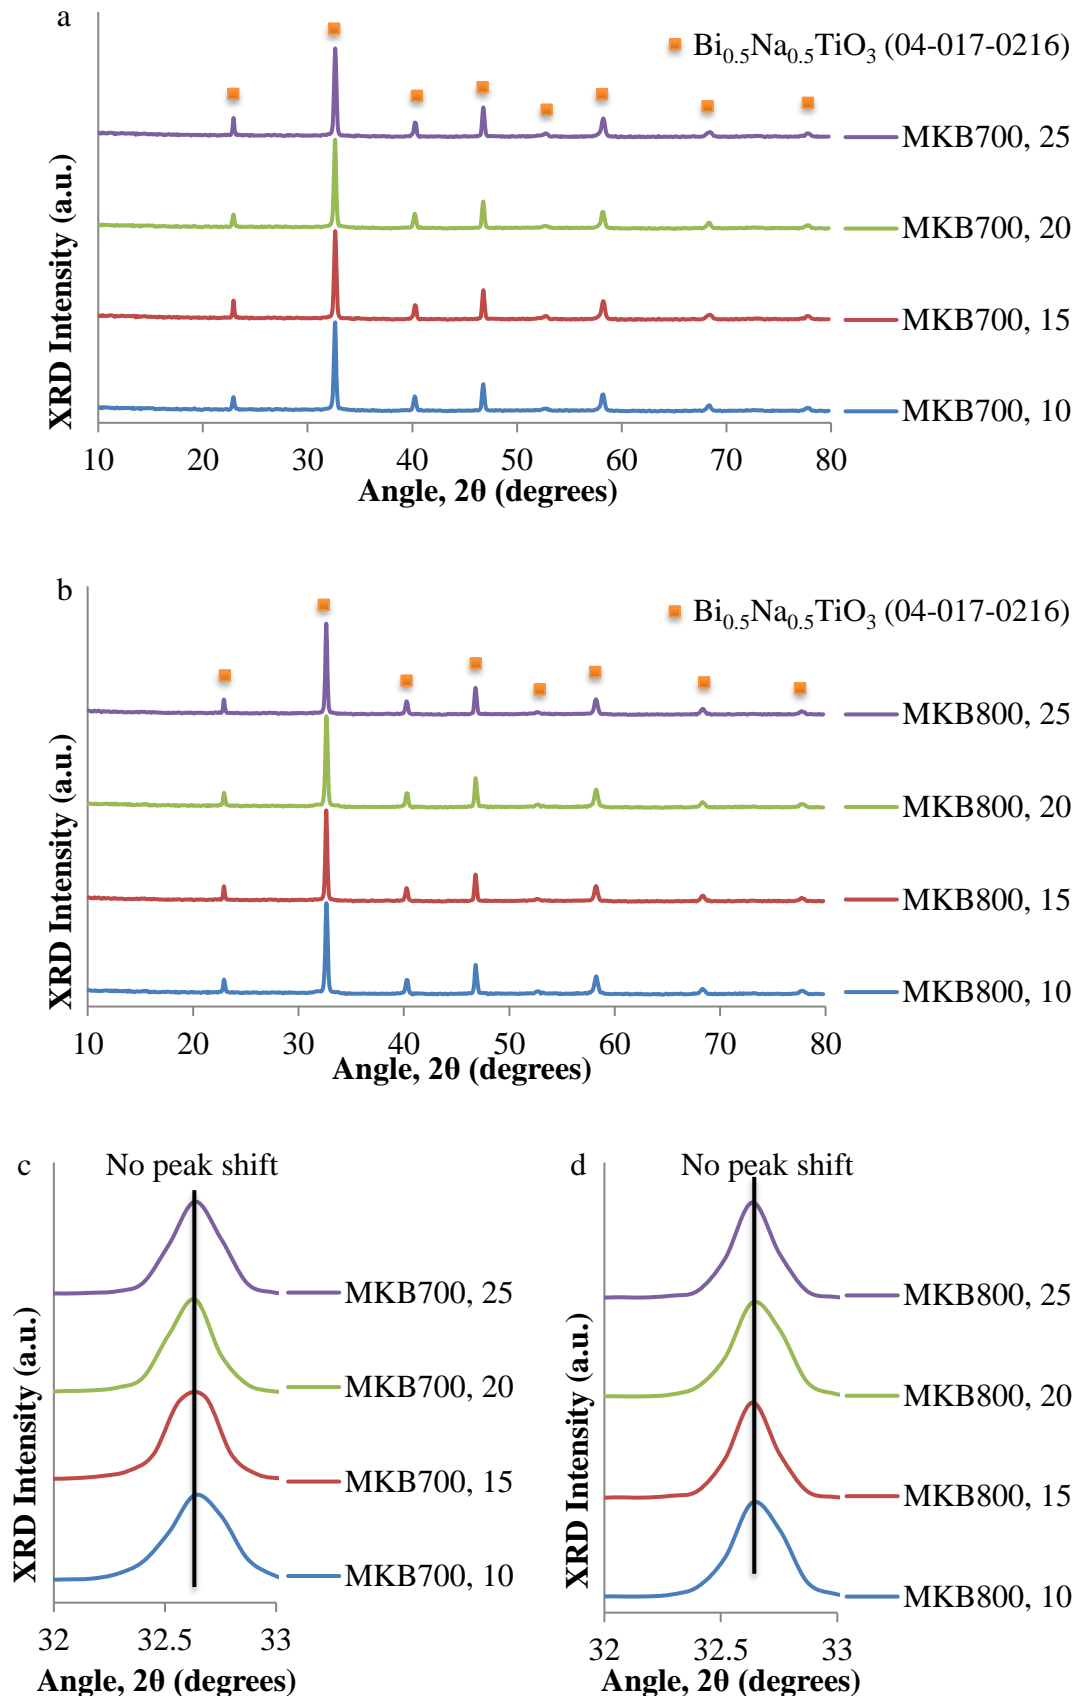 a
Bi0.5Na0.5TiO3 (04-017-0216)
MKB700, 25
MKB700, 20
MKB700, 15
MKB700, 10
XRD Intensity (a.u.)
10 20 30 40 50 60 70 80
Angle, 2θ (degrees)
b
Bi0.5Na0.5TiO3 (04-017-0216)
MKB800, 25
MKB800, 20
MKB800, 15
MKB800, 10
XRD Intensity (a.u.)
10 20 30 40 50 60 70 80
Angle, 2θ (degrees)
c
No peak shift
MKB700, 25
MKB700, 20
MKB700, 15
MKB700, 10
XRD Intensity (a.u.)
32 32.5 33
Angle, 2θ (degrees)
d
No peak shift
MKB800, 25
MKB800, 20
MKB800, 15
MKB800, 10
XRD Intensity (a.u.)
32 32.5 33
Angle, 2θ (degrees)